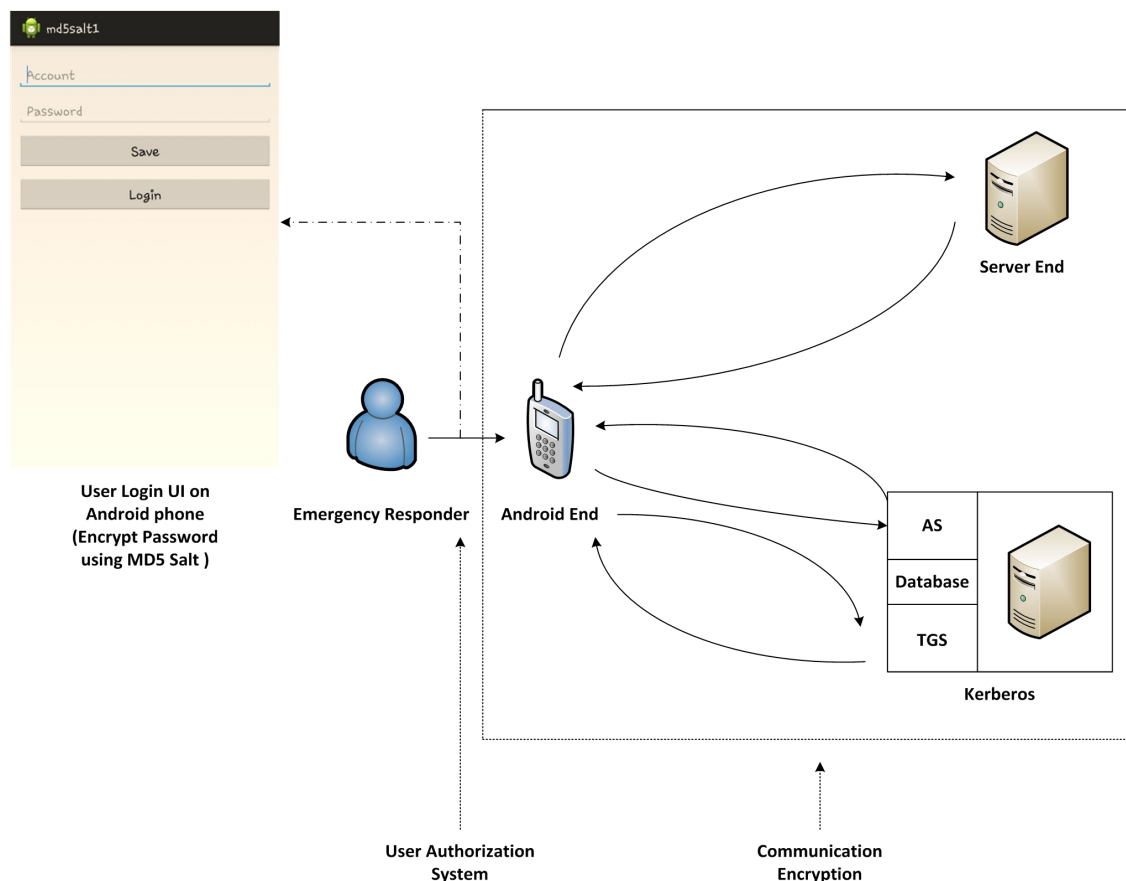 md5salt1
Account
Password
Save
Login
User Login UI on
Android phone
(Encrypt Password
using MD5 Salt )
Emergency Responder
Android End
Server End
AS
Database
TGS
Kerberos
User Authorization
System
Communication
Encryption